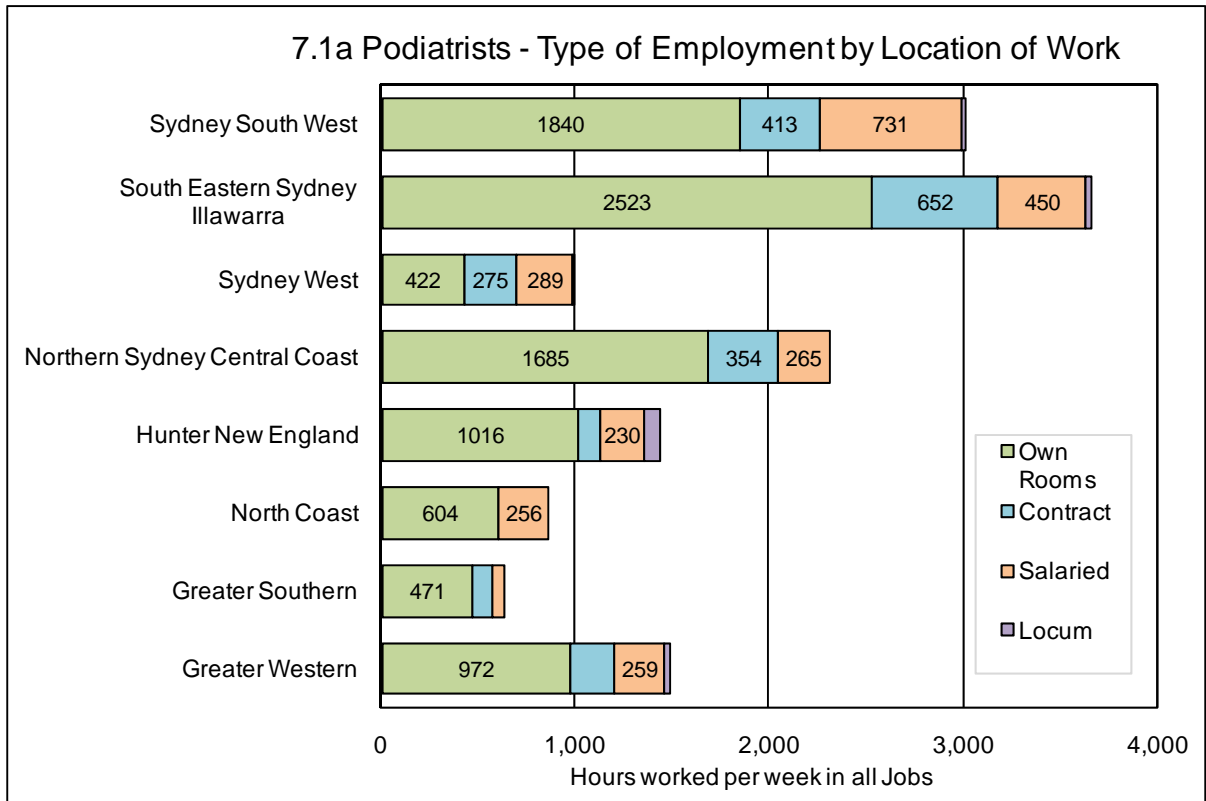 7.1a Podiatrists - Type of Employment by Location of Work
Sydney South West
1840 413 731
South Eastern Sydney
Illawarra
2523 652 450
Sydney West
422 275 289
Northern Sydney Central Coast
1685 354 265
Hunter New England
1016 230
North Coast
604 256
Greater Southern
471
Greater Western
972 259
Own
Rooms
Contract
Salaried
Locum
0 1,000 2,000 3,000 4,000
Hours worked per week in all Jobs